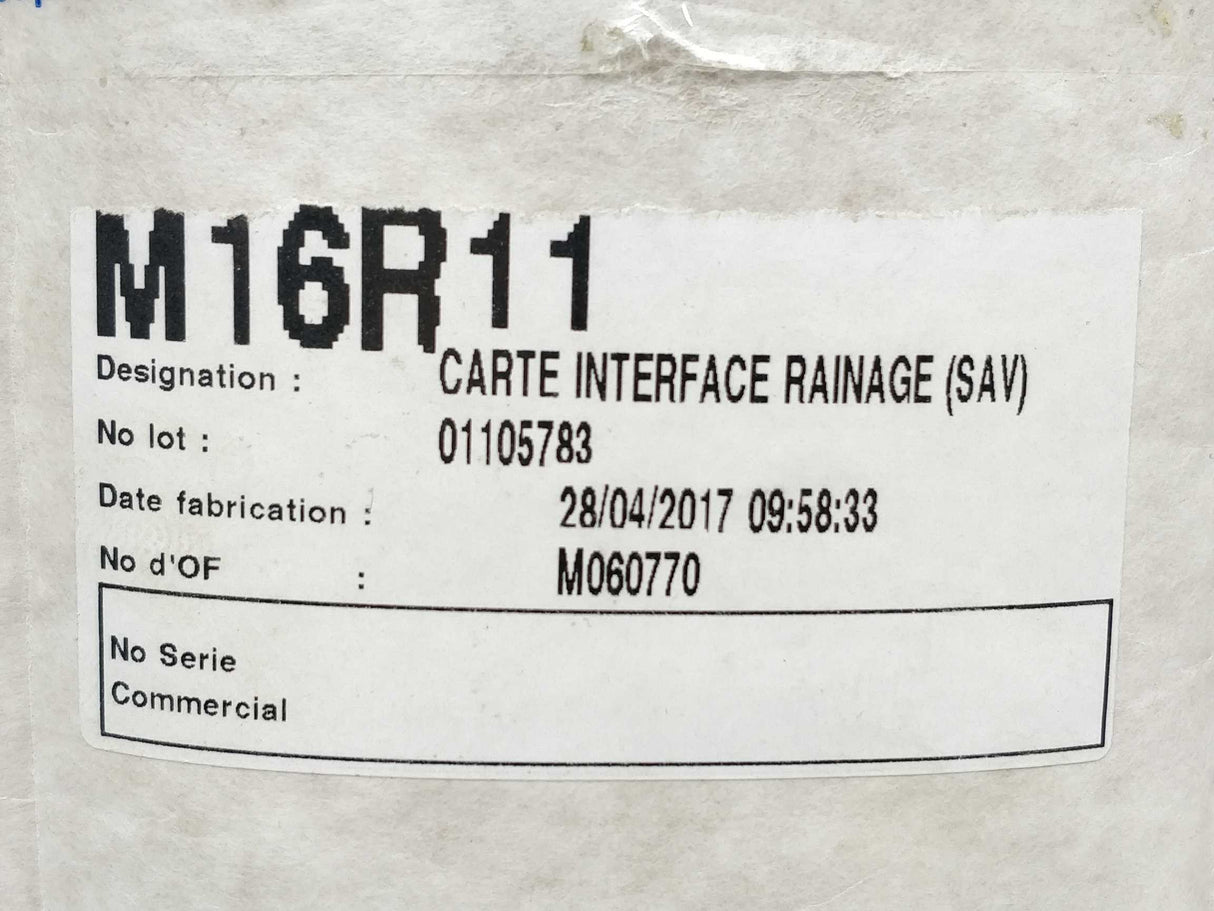 M16R11
Designation : CARTE INTERFACE RAINAGE (SAV)
No lot : 01105783
Date fabrication : 28/04/2017 09:58:33
No d'OF : M060770
No Serie
Commercial